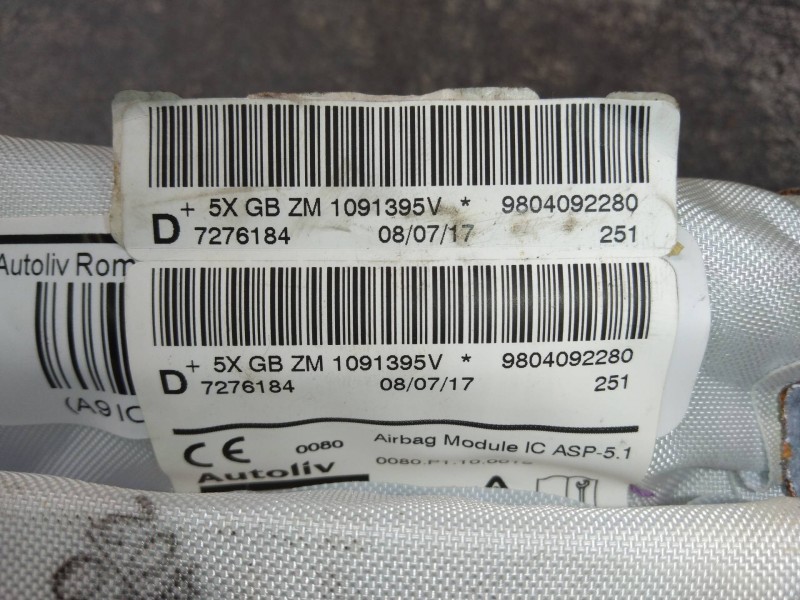 + 5X GB ZM 1091395V * 9804092280
D 7276184 08/07/17 251
Autoliv Rom
+ 5X GB ZM 1091395V * 9804092280
D 7276184 08/07/17 251
(A9IC
CE 0080 Airbag Module IC ASP-5.1
Autoliv